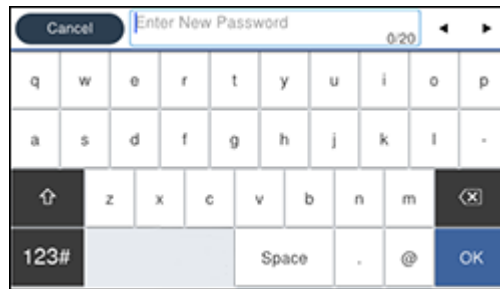 Cancel Enter New Password
0/20
q w e r t y u i o p
a s d f g h j k l -
z x c v b n m
123# Space . @ OK